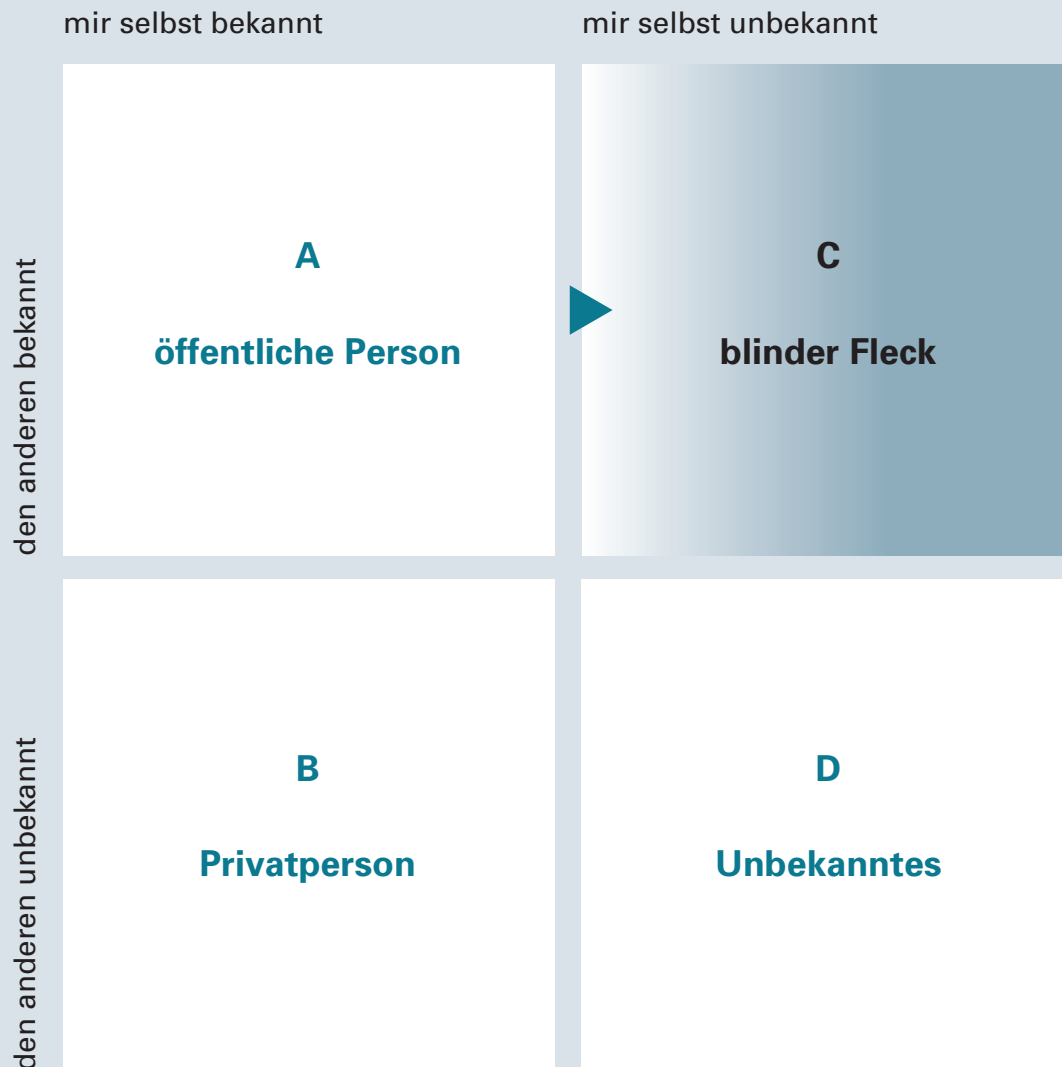 mir selbst bekannt
mir selbst unbekannt
den anderen bekannt
A
öffentliche Person
C
blinder Fleck
den anderen unbekannt
B
Privatperson
D
Unbekanntes